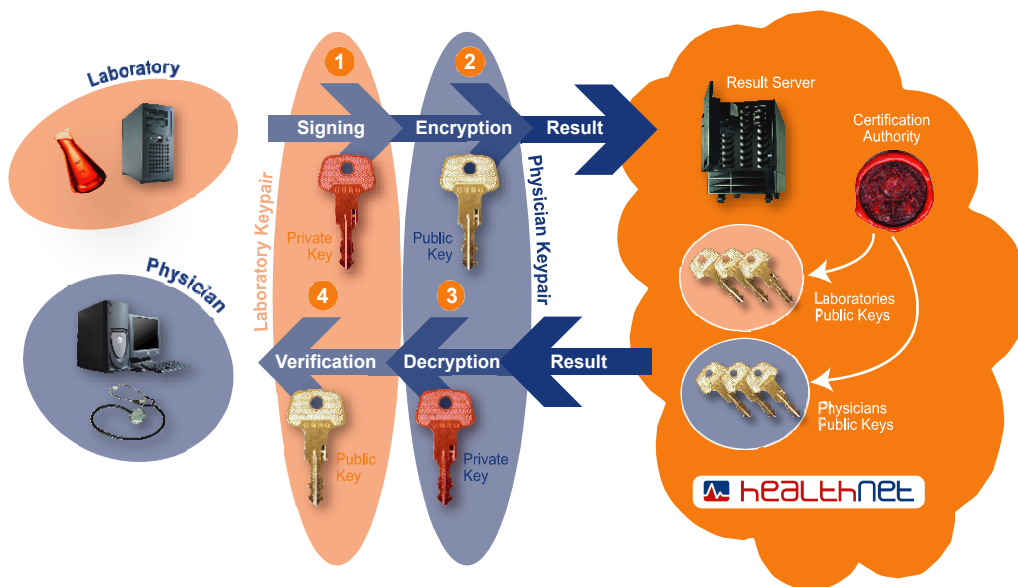 Laboratory
1
2
Signing
Encryption
Result
Result Server
Certification
Authority
Private
Key
Public
Key
Laboratory Keypair
Physician Keypair
Physician
4
3
Verification
Decryption
Result
Laboratories
Public Keys
Public
Key
Private
Key
Physicians
Public Keys
healthnet